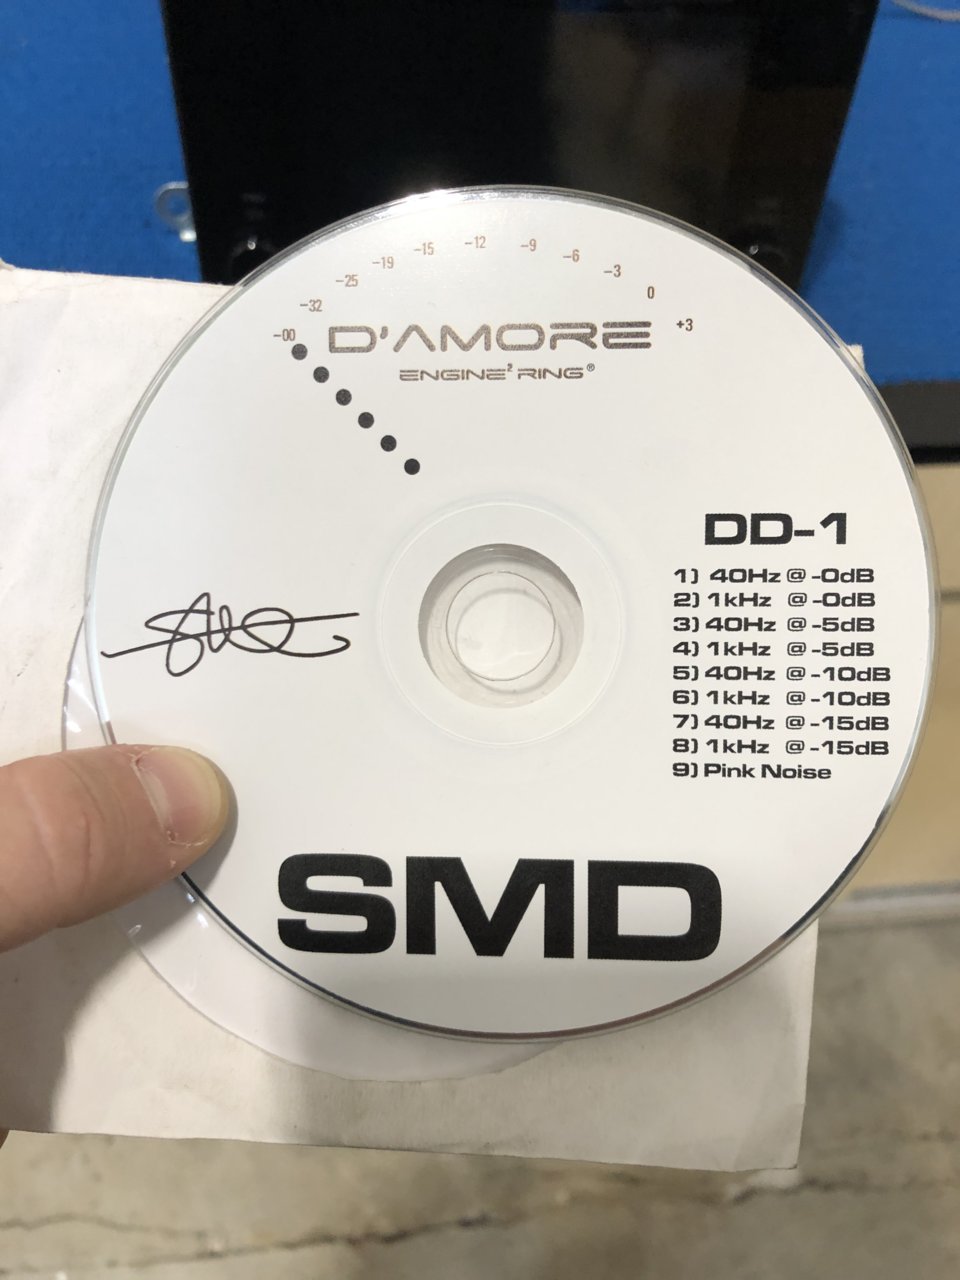 -12
-15
-9
-19
-6
-25
-3
-32
0
-00
+3
D'AMORE
ENGINE² RING®
DD-1
1) 40Hz @ -0dB
2) 1kHz @ -0dB
3) 40Hz @ -5dB
4) 1kHz @ -5dB
5) 40Hz @ -10dB
6) 1kHz @ -10dB
7) 40Hz @ -15dB
8) 1kHz @ -15dB
9) Pink Noise
SMD